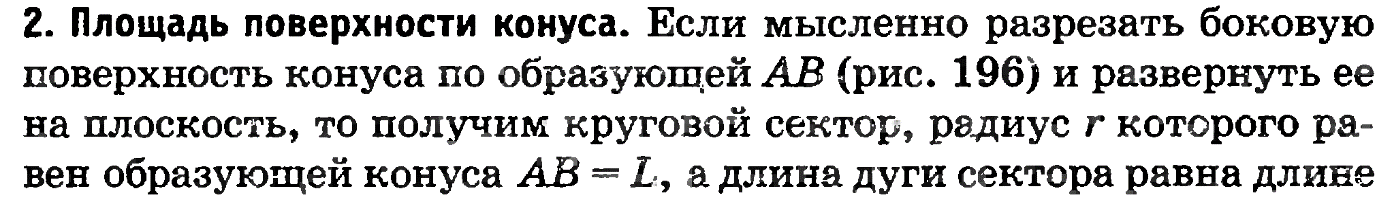 2. Площадь поверхности конуса. Если мысленно разрезать боковую
поверхность конуса по образующей AB (рис. 196) и развернуть ее
на плоскость, то получим круговой сектор, радиус r которого ра-
вен образующей конуса AB = L, а длина дуги сектора равна длине